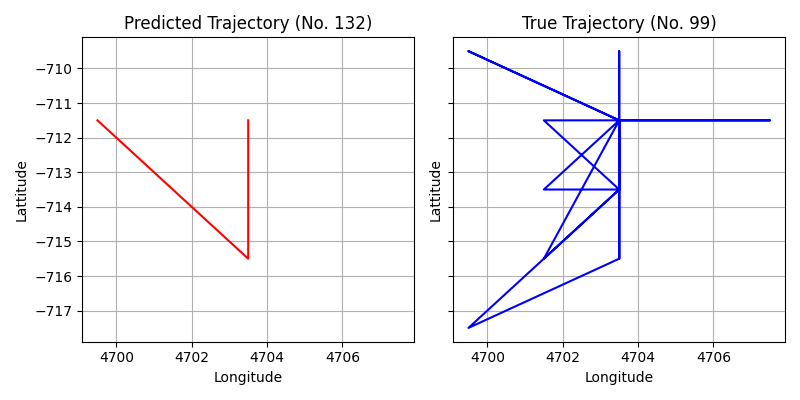 Predicted Trajectory (No. 132)
True Trajectory (No. 99)
−710
−711
−712
−713
−714
−715
−716
−717
Lattitude
Lattitude
4700 4702 4704 4706
4700 4702 4704 4706
Longitude
Longitude